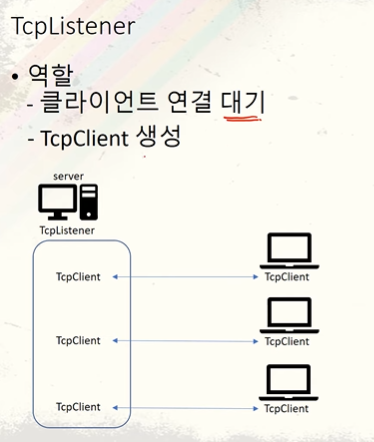 TcpListener
• 역할
- 클라이언트 연결 대기
- TcpClient 생성
server
TcpListener
TcpClient
TcpClient
TcpClient
TcpClient
TcpClient
TcpClient